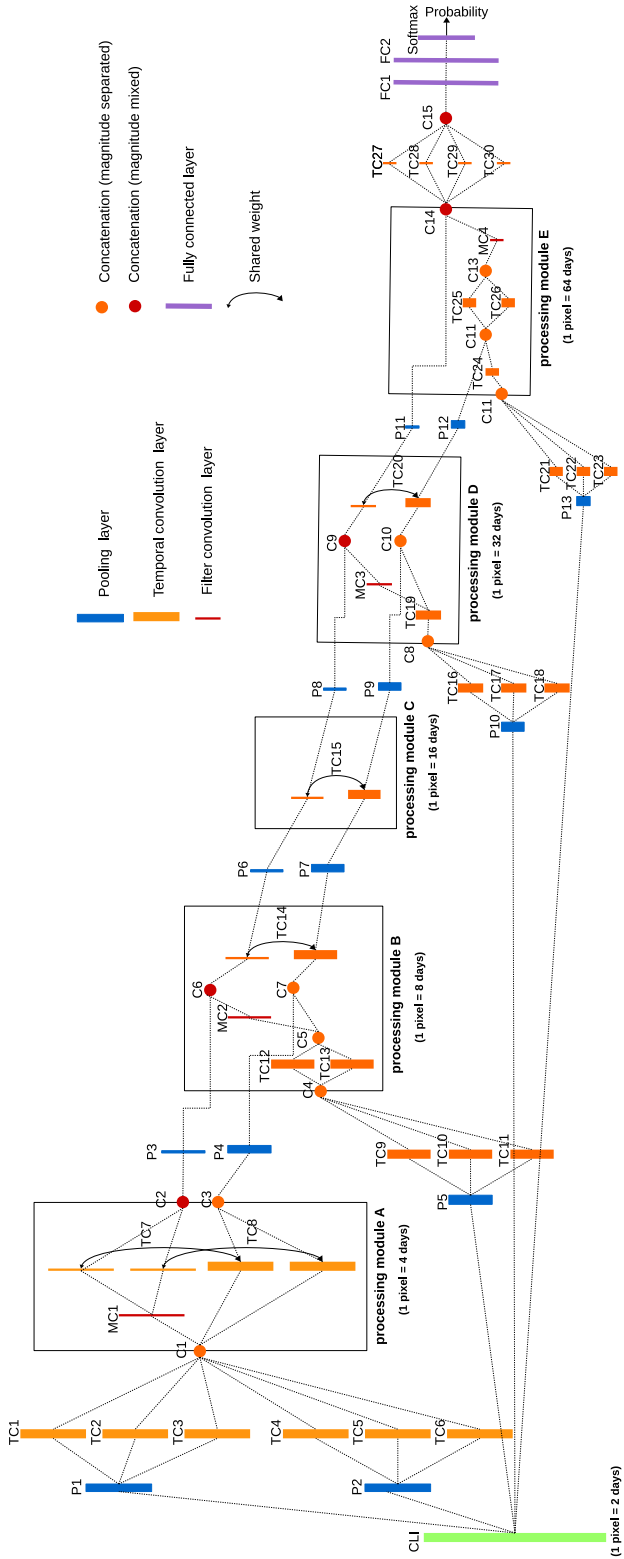 Probability
Softmax
FC2
FC1
C15
TC27
TC28
TC29
TC30
C14
MC4
C13
TC25
TC26
C11
TC24
C11
processing module E
(1 pixel = 64 days)
P11
P12
TC21
TC22
TC23
P13
Concatenation (magnitude separated)
Concatenation (magnitude mixed)
Fully connected layer
Shared weight
Pooling layer
Temporal convolution layer
Filter convolution layer
TC20
C9
C10
MC3
TC19
C8
processing module D
(1 pixel = 32 days)
P8
P9
TC16
TC17
TC18
P10
TC15
processing module C
(1 pixel = 16 days)
P6
P7
TC14
C6
C7
MC2
C5
TC12
TC13
C4
processing module B
(1 pixel = 8 days)
P3
P4
TC9
TC10
TC11
P5
C2
C3
TC7
TC8
MC1
C1
processing module A
(1 pixel = 4 days)
TC1
TC2
TC3
TC4
TC5
TC6
P1
P2
CLI
(1 pixel = 2 days)